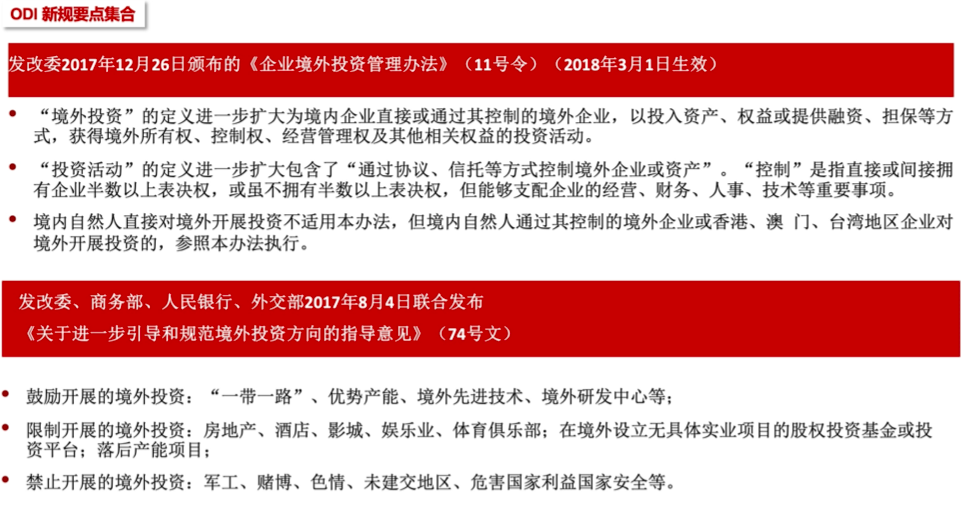 ODI 新规要点集合
发改委2017年12月26日颁布的《企业境外投资管理办法》（11号令）（2018年3月1日生效）
• “境外投资”的定义进一步扩大为境内企业直接或通过其控制的境外企业，以投入资产、权益或提供融资、担保等方
式，获得境外所有权、控制权、经营管理权及其他相关权益的投资活动。
• “投资活动”的定义进一步扩大包含了“通过协议、信托等方式控制境外企业或资产”。“控制”是指直接或间接拥
有企业半数以上表决权，或虽不拥有半数以上表决权，但能够支配企业的经营、财务、人事、技术等重要事项。
• 境内自然人直接对境外开展投资不适用本办法，但境内自然人通过其控制的境外企业或香港、澳 门、台湾地区企业对
境外开展投资的，参照本办法执行。
发改委、商务部、人民银行、外交部2017年8月4日联合发布
《关于进一步引导和规范境外投资方向的指导意见》（74号文）
• 鼓励开展的境外投资：“一带一路”、优势产能、境外先进技术、境外研发中心等；
• 限制开展的境外投资：房地产、酒店、影城、娱乐业、体育俱乐部；在境外设立无具体实业项目的股权投资基金或投
资平台；落后产能项目；
• 禁止开展的境外投资：军工、赌博、色情、未建交地区、危害国家利益国家安全等。